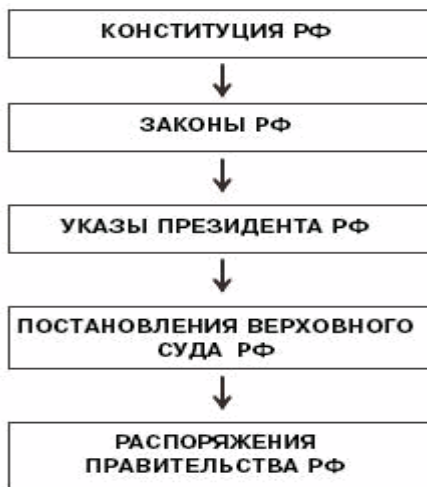 КОНСТИТУЦИЯ РФ
ЗАКОНЫ РФ
УКАЗЫ ПРЕЗИДЕНТА РФ
ПОСТАНОВЛЕНИЯ ВЕРХОВНОГО
СУДА РФ
РАСПОРЯЖЕНИЯ
ПРАВИТЕЛЬСТВА РФ